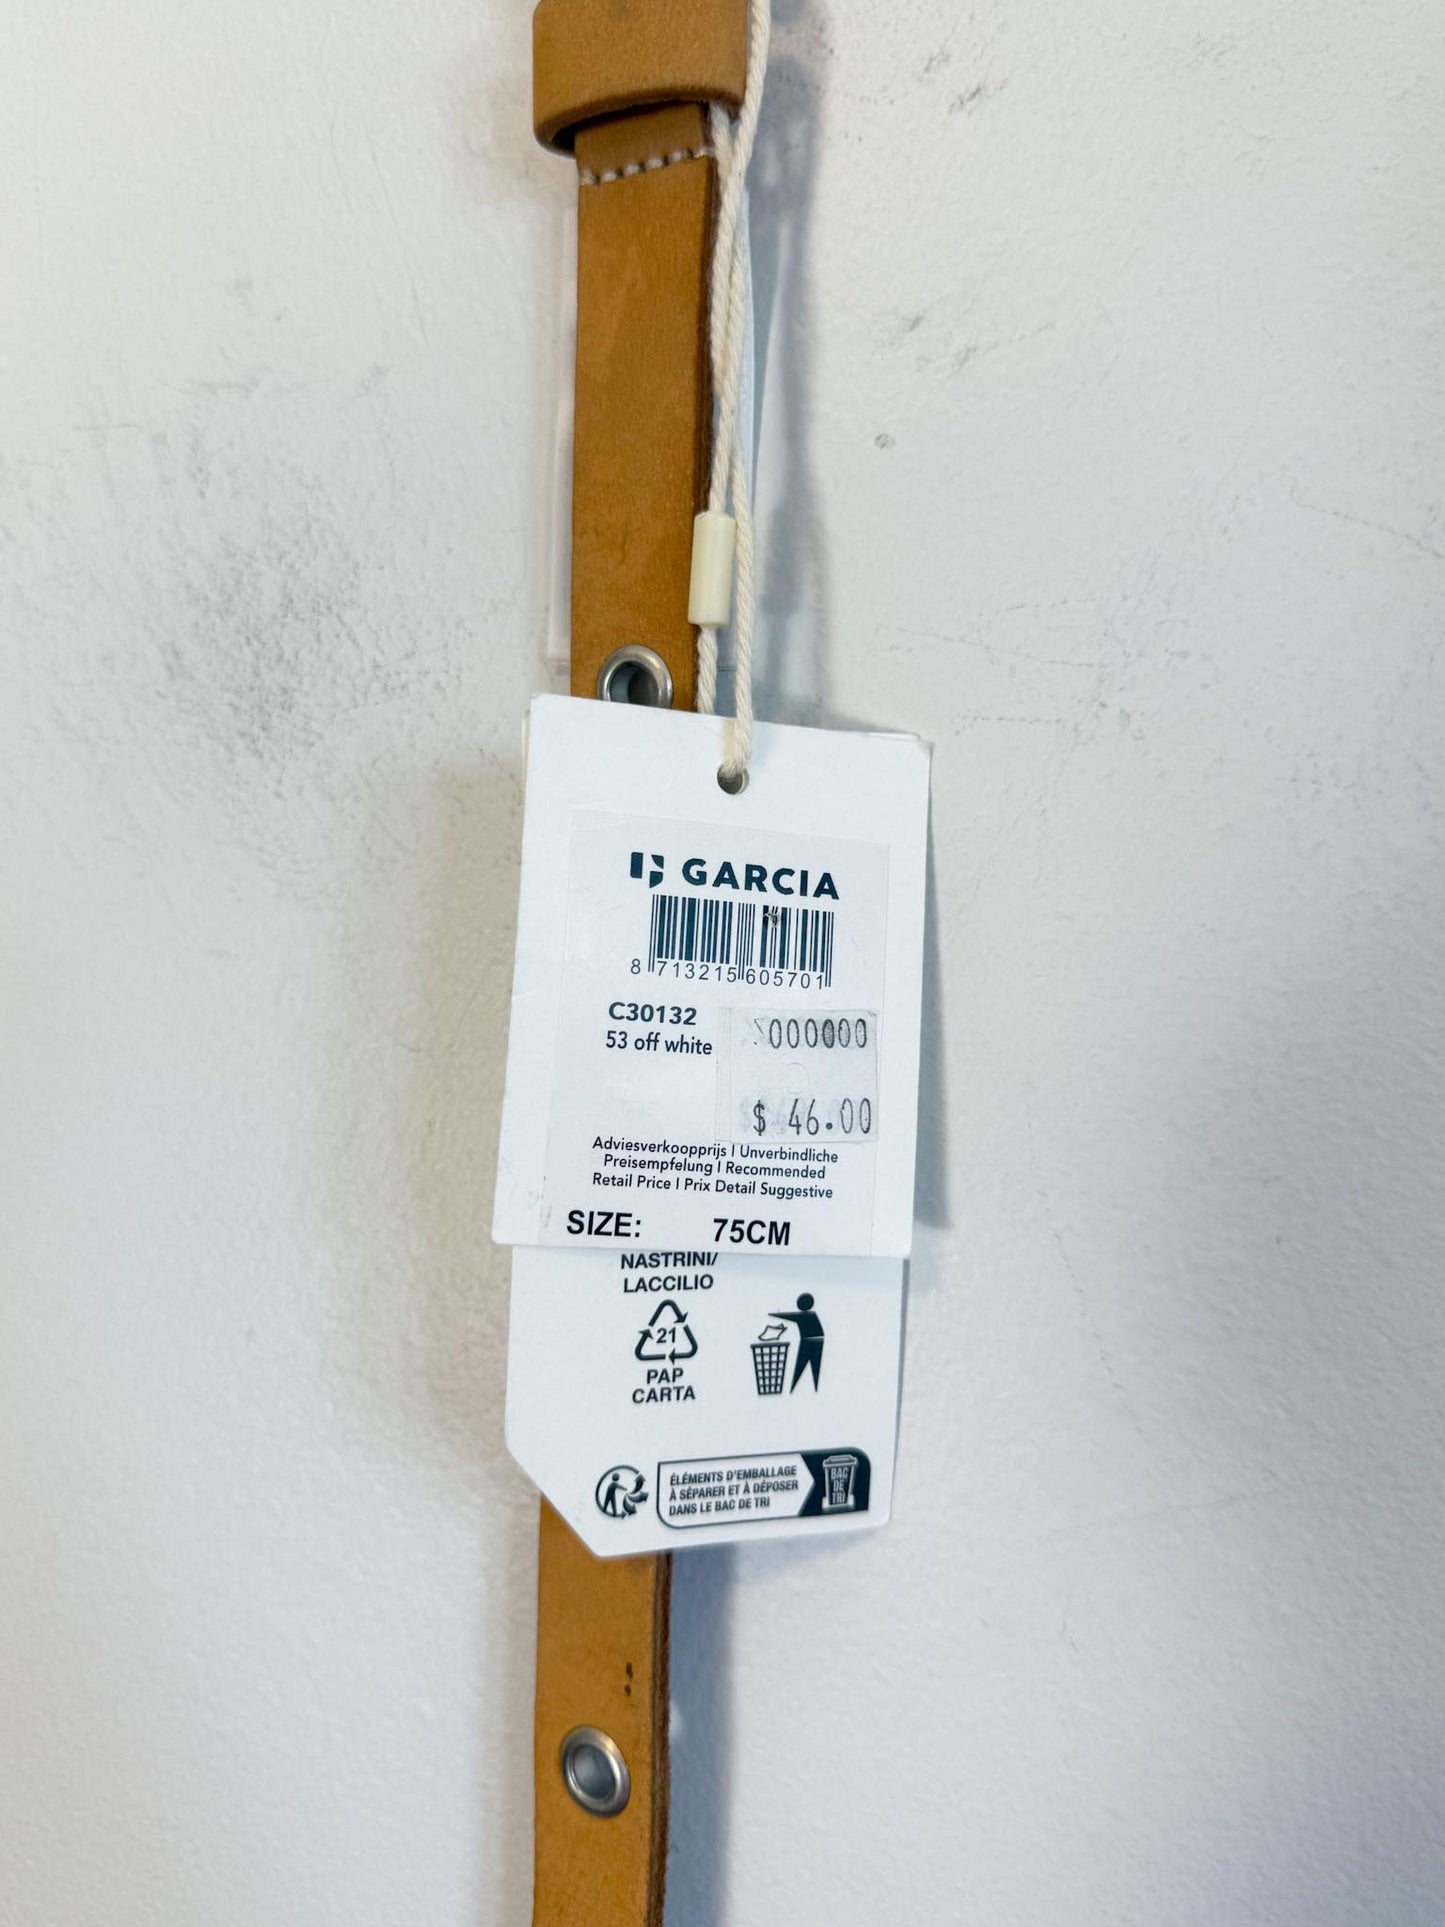 GARCIA
8 713215 605701
C30132
53 off white
000000
$ 46.00
Adviesverkoopprijs | Unverbindliche
Preisempfelung | Recommended
Retail Price | Prix Detail Suggestive
SIZE: 75CM
NASTRINI/
LACCILIO
21
PAP
CARTA
ÉLÉMENTS D'EMBALLAGE
À SÉPARER ET À DÉPOSER
DANS LE BAC DE TRI
BAC
DE
TRI